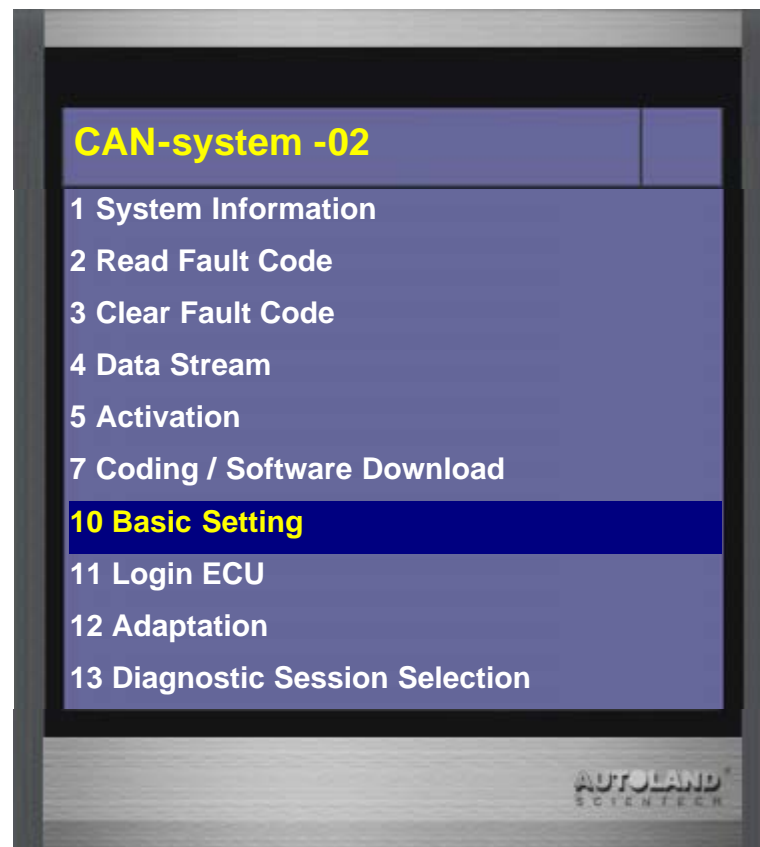 CAN-system -02
1 System Information
2 Read Fault Code
3 Clear Fault Code
4 Data Stream
5 Activation
7 Coding / Software Download
10 Basic Setting
11 Login ECU
12 Adaptation
13 Diagnostic Session Selection
AUTOLAND
SCIENTECH